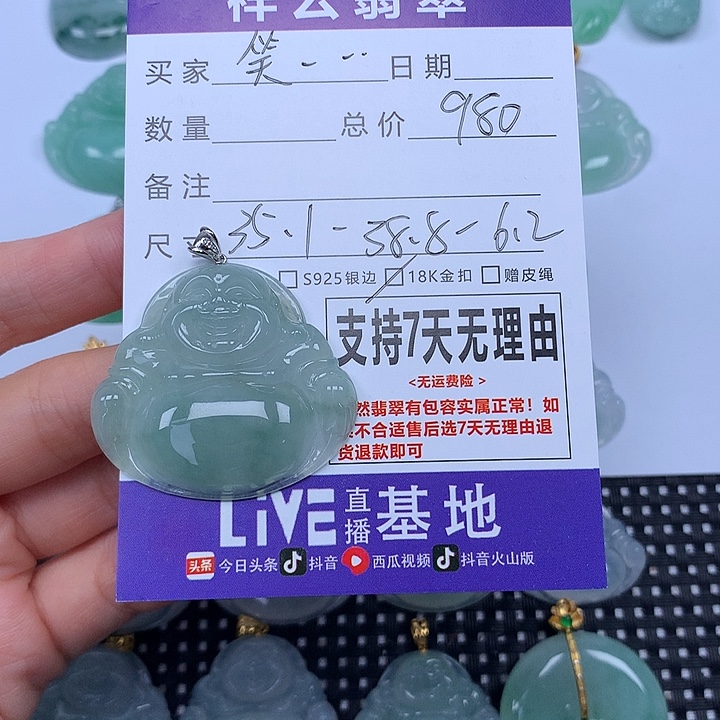 祥云翡翠
买家 笑... 日期
数量 总价 980
备注
尺寸 35.1-38.8-6.2
□S925银边 □18K金扣 □赠皮绳
支持7天无理由
<无运费险 >
然翡翠有包容实属正常！如
不合适售后选7天无理由退
货退款即可
LiVE直播基地
头条 今日头条 抖音 西瓜视频 抖音火山版